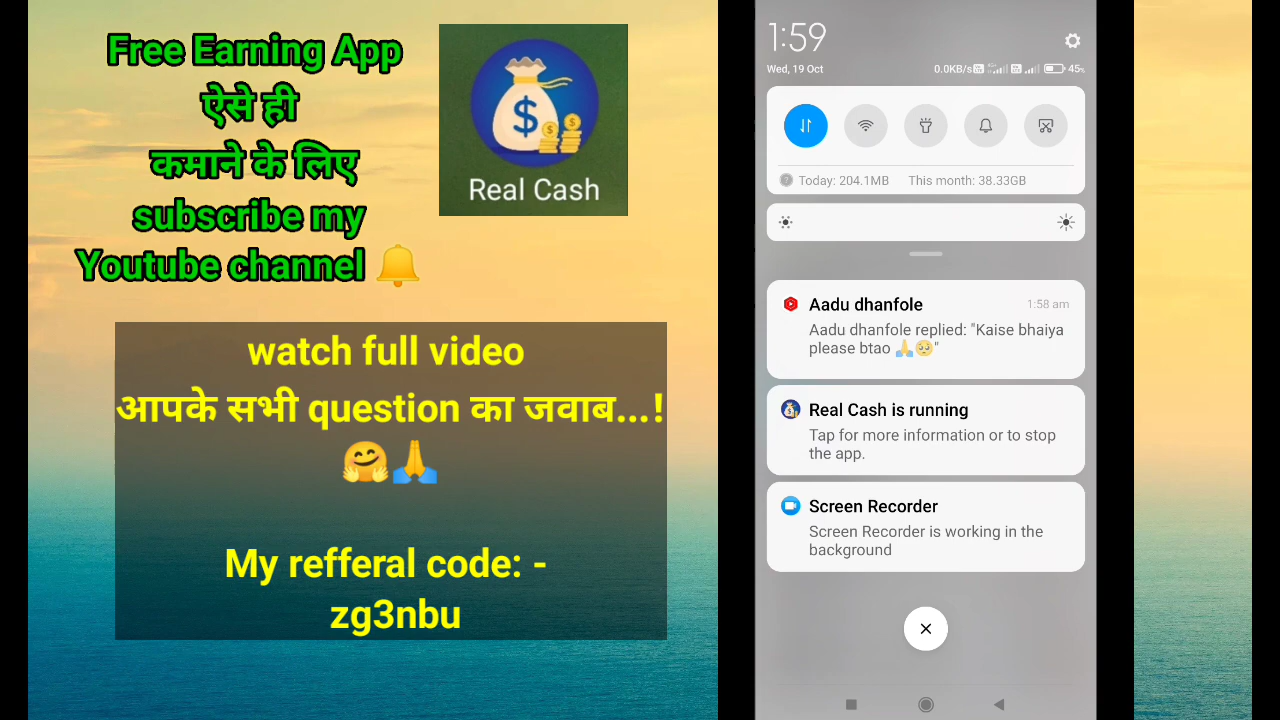 Free Earning App
ऐसे ही
कमाने के लिए
subscribe my
Youtube channel 🔔
Real Cash
watch full video
आपके सभी question का जवाब...!
🤗🙏
My refferal code: -
zg3nbu
1:59
Wed, 19 Oct
0.0KB/s
45%
Today: 204.1MB
This month: 38.33GB
Aadu dhanfole
1:58 am
Aadu dhanfole replied: "Kaise bhaiya
please btao 🙏🥺"
Real Cash is running
Tap for more information or to stop
the app.
Screen Recorder
Screen Recorder is working in the
background